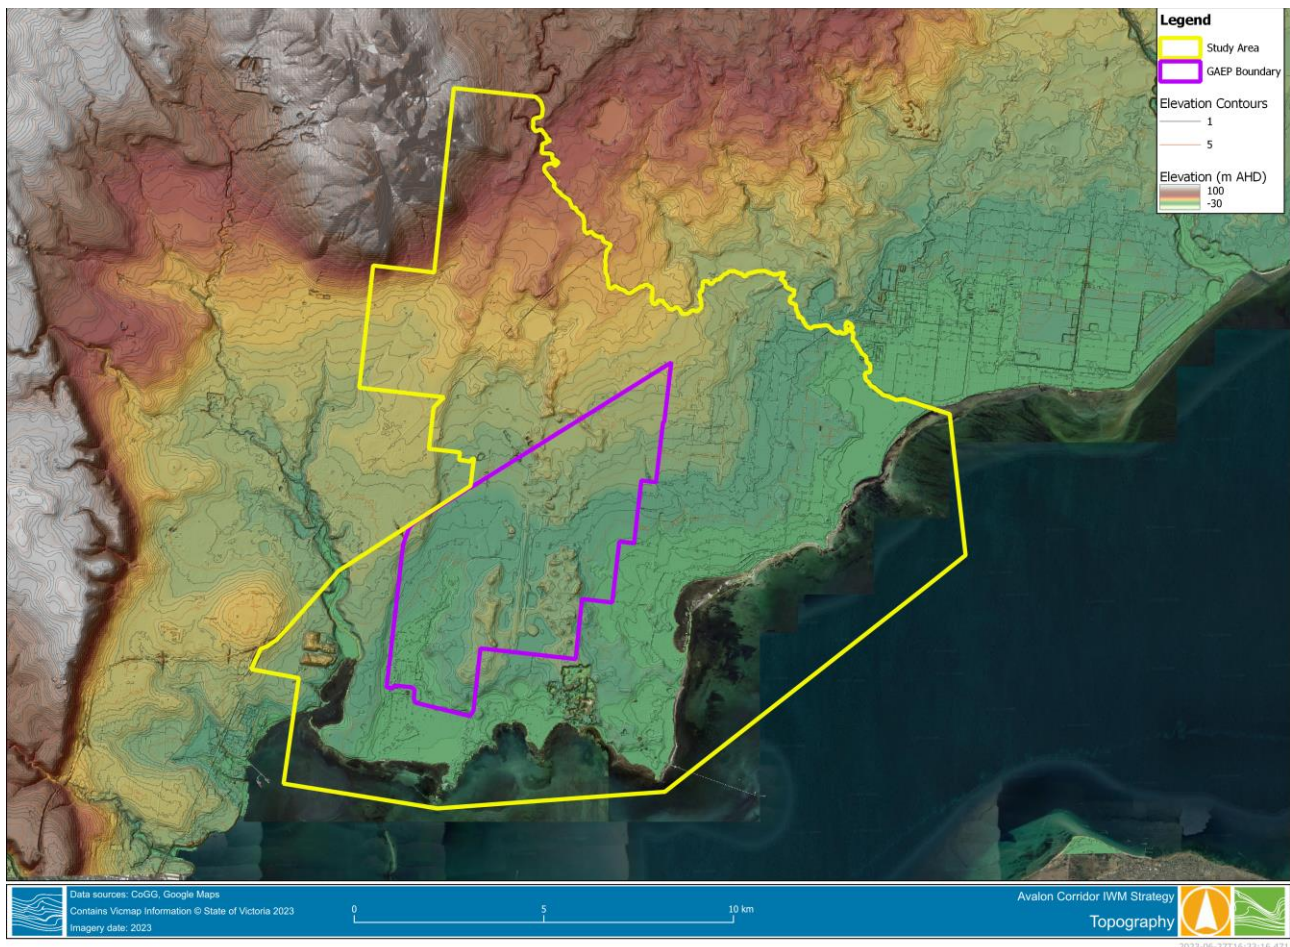 Legend
Study Area
GAEP Boundary
Elevation Contours
1
5
Elevation (m AHD)
100
-30
Data sources: CoGG, Google Maps
Contains Vicmap Information © State of Victoria 2023
Imagery date: 2023
0 5 10 km
Avalon Corridor IWM Strategy
Topography